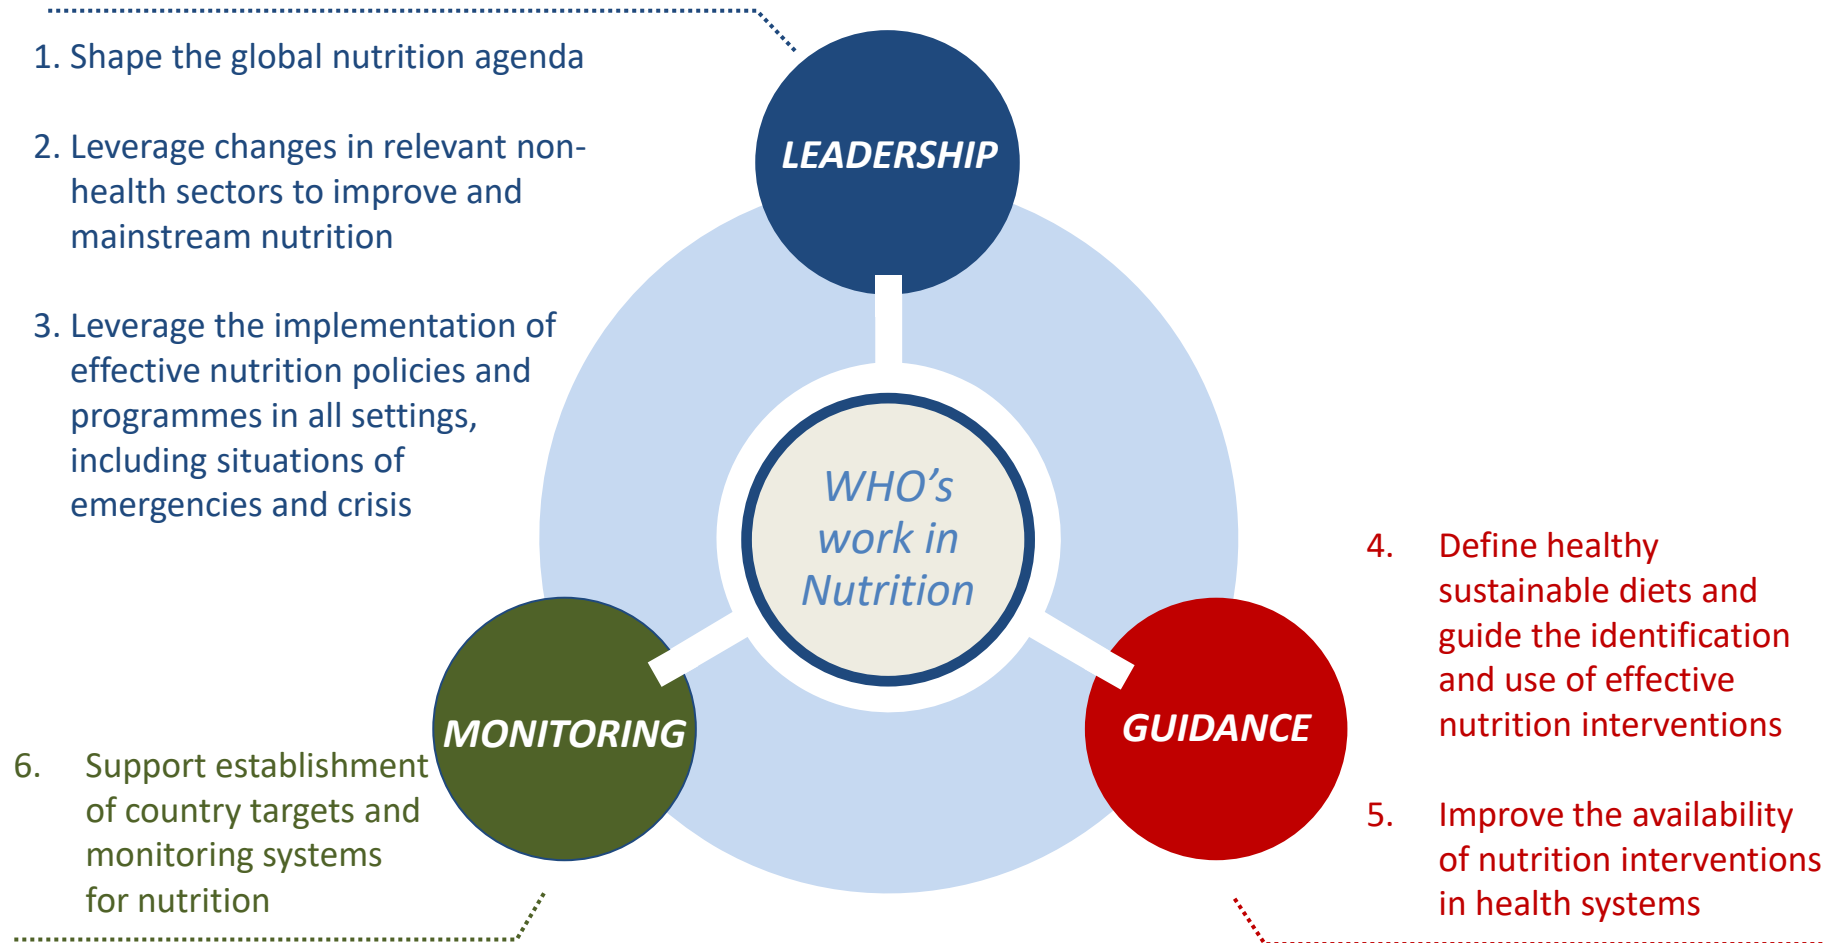 1. Shape the global nutrition agenda
2. Leverage changes in relevant non-
health sectors to improve and
mainstream nutrition
3. Leverage the implementation of
effective nutrition policies and
programmes in all settings,
including situations of
emergencies and crisis
LEADERSHIP
WHO’s
work in
Nutrition
MONITORING
GUIDANCE
4. Define healthy
sustainable diets and
guide the identification
and use of effective
nutrition interventions
5. Improve the availability
of nutrition interventions
in health systems
6. Support establishment
of country targets and
monitoring systems
for nutrition